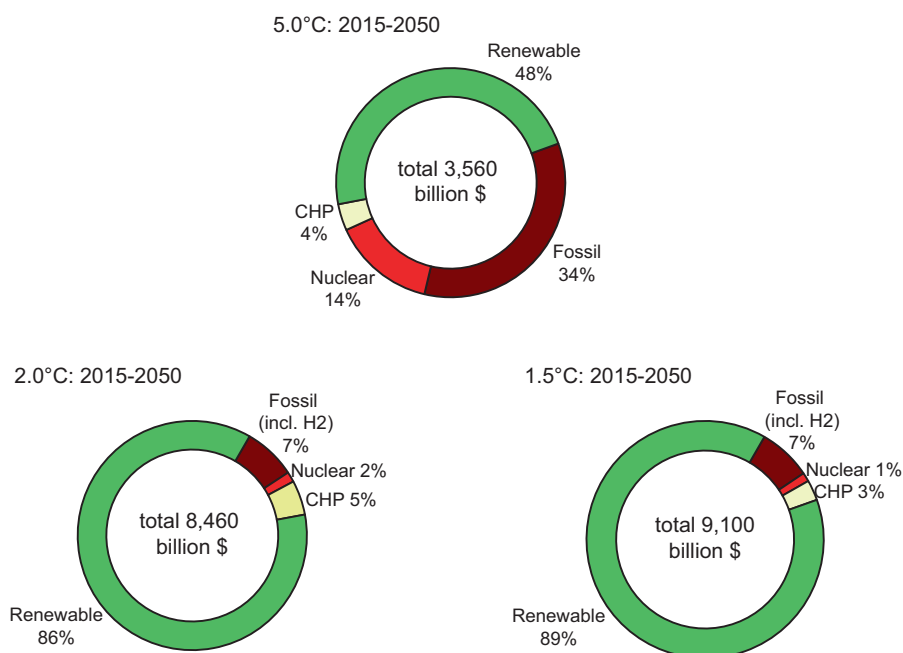 5.0°C: 2015-2050
Renewable
48%
total 3,560
billion $
CHP
4%
Nuclear
14%
Fossil
34%
2.0°C: 2015-2050
Fossil
(incl. H2)
7%
Nuclear 2%
CHP 5%
total 8,460
billion $
Renewable
86%
1.5°C: 2015-2050
Fossil
(incl. H2)
7%
Nuclear 1%
CHP 3%
total 9,100
billion $
Renewable
89%